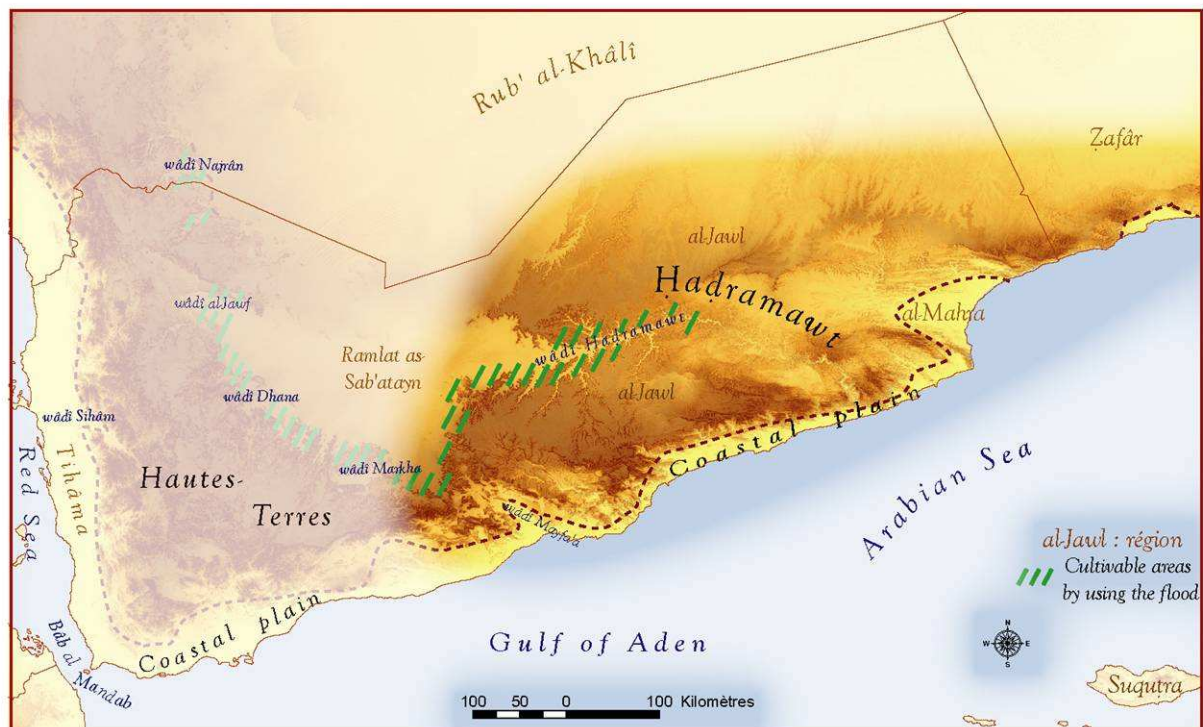 Rub' al-Khâlî
Ẓafâr
wâdî Najrân
al-Jawl
Ḥaḍramawt
wâdî al-Jawf
al-Mahra
wâdî Hadramawt
Ramlat as-
Sab'atayn
al-Jawl
wâdî Dhana
wâdî Sihâm
Tihâma
Red Sea
wâdî Markha
Hautes-
Terres
Coastal plain
wâdî Mayfa'a
Arabian Sea
al-Jawl : région
Cultivable areas
by using the flood
Coastal plain
Gulf of Aden
Bâb al
Mandab
N
W E
S
Suquṭra
100 50 0 100 Kilomètres